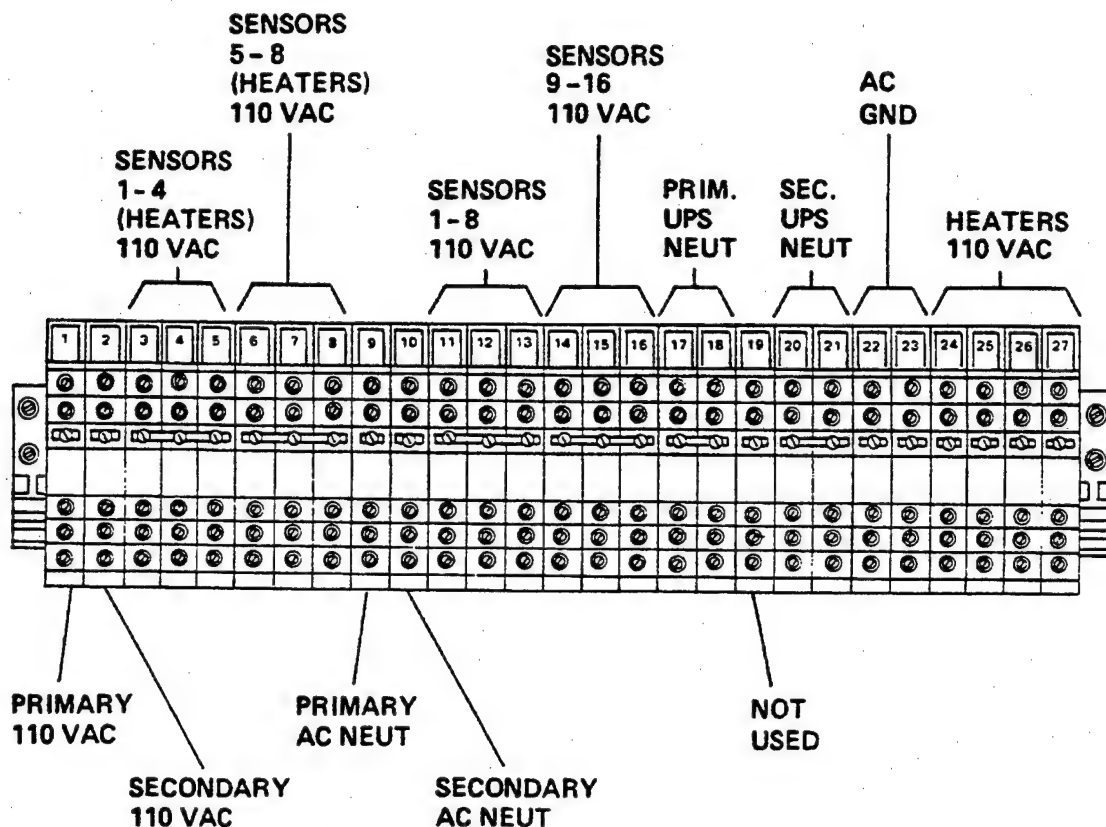 SENSORS
5-8
(HEATERS)
110 VAC
SENSORS
9-16
110 VAC
AC
GND
SENSORS
1-4
(HEATERS)
110 VAC
SENSORS
1-8
110 VAC
PRIM.
UPS
NEUT
SEC.
UPS
NEUT
HEATERS
110 VAC
1 2 3 4 5 6 7 8 9 10 11 12 13 14 15 16 17 18 19 20 21 22 23 24 25 26 27
PRIMARY
110 VAC
SECONDARY
110 VAC
PRIMARY
AC NEUT
SECONDARY
AC NEUT
NOT
USED